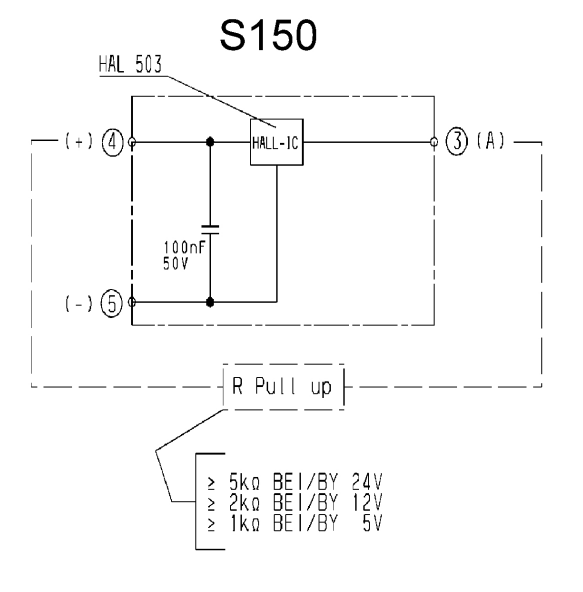 S150
HAL 503
(+) 4
HALL-IC
3 (A)
100nF
50V
(-) 5
R Pull up
≥ 5kΩ BEI/BY 24V
≥ 2kΩ BEI/BY 12V
≥ 1kΩ BEI/BY 5V